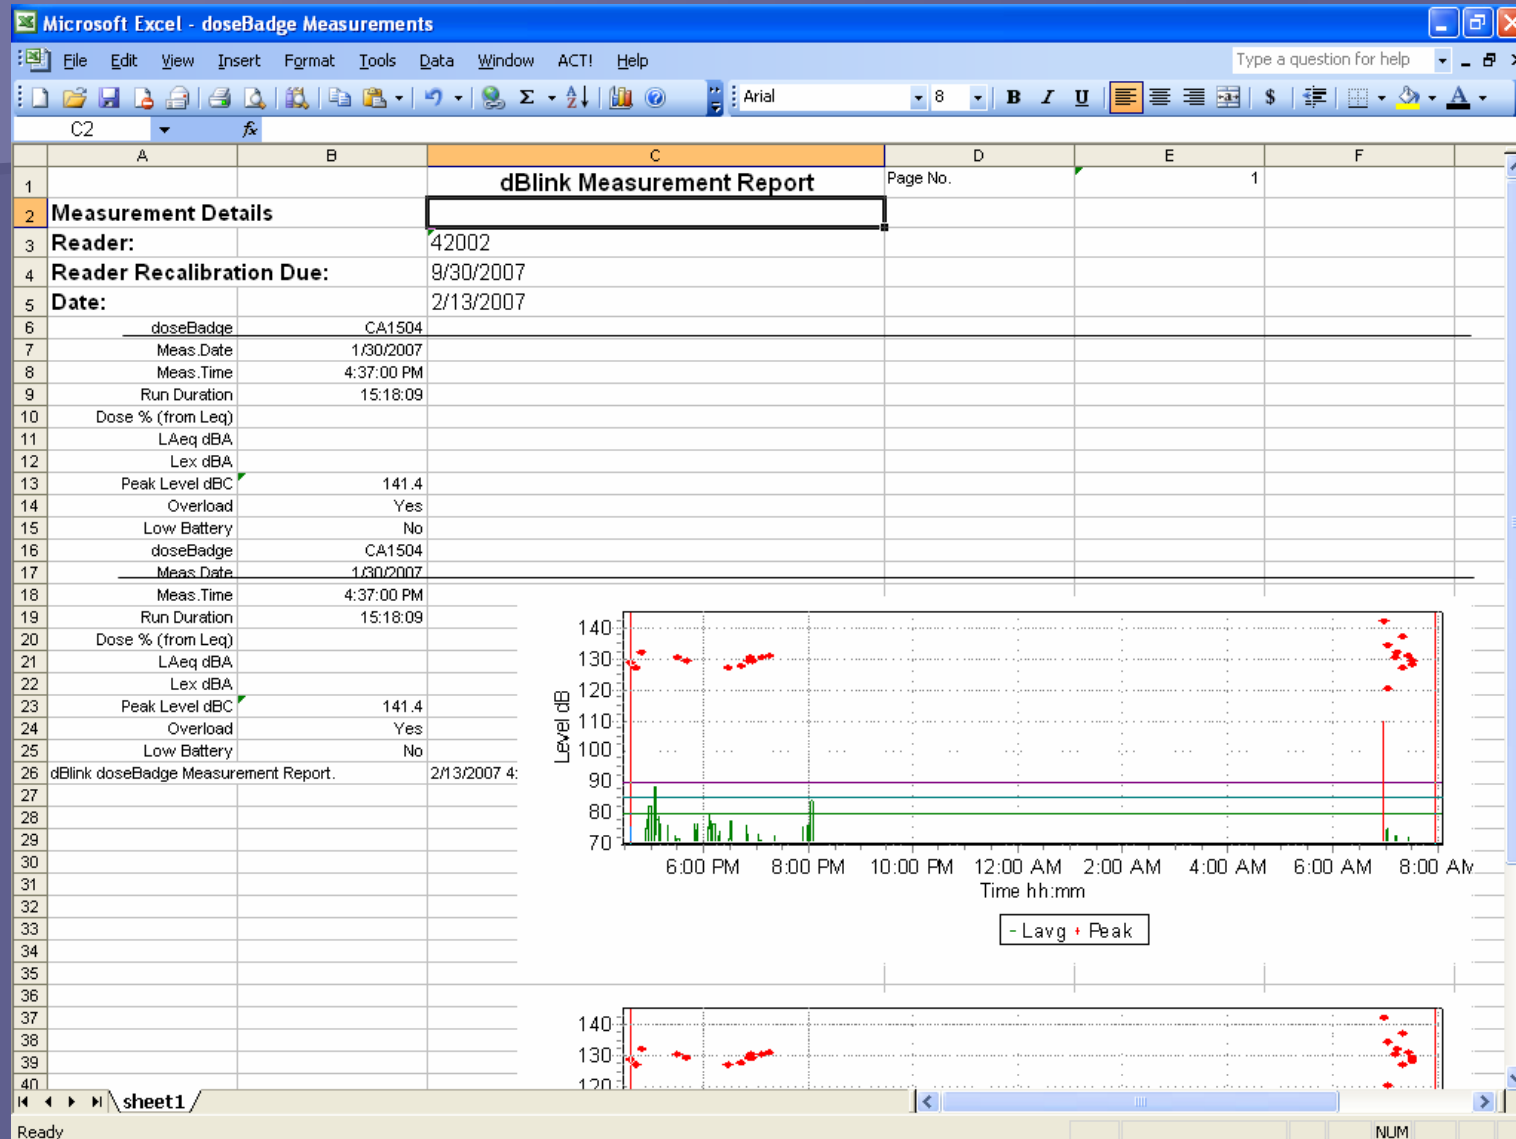 Microsoft Excel - doseBadge Measurements
File Edit View Insert Format Tools Data Window ACT! Help Type a question for help
Arial 8 B I U $ A
C2 fx
A B C D E F
1 dBlink Measurement Report Page No. 1
2 Measurement Details
3 Reader: 42002
4 Reader Recalibration Due: 9/30/2007
5 Date: 2/13/2007
6 doseBadge CA1504
7 Meas.Date 1/30/2007
8 Meas.Time 4:37:00 PM
9 Run Duration 15:18:09
10 Dose % (from Leq)
11 LAeq dBA
12 Lex dBA
13 Peak Level dBC 141.4
14 Overload Yes
15 Low Battery No
16 doseBadge CA1504
17 Meas.Date 1/30/2007
18 Meas.Time 4:37:00 PM
19 Run Duration 15:18:09
20 Dose % (from Leq)
21 LAeq dBA
22 Lex dBA
23 Peak Level dBC 141.4
24 Overload Yes
25 Low Battery No
26 dBlink doseBadge Measurement Report. 2/13/2007 4:
27
28
29
30
31
32
33
34
35
36
37
38
39
40
Level dB
140
130
120
110
100
90
80
70
6:00 PM 8:00 PM 10:00 PM 12:00 AM 2:00 AM 4:00 AM 6:00 AM 8:00 AM
Time hh:mm
Lavg Peak
140
130
120
sheet1
Ready NUM